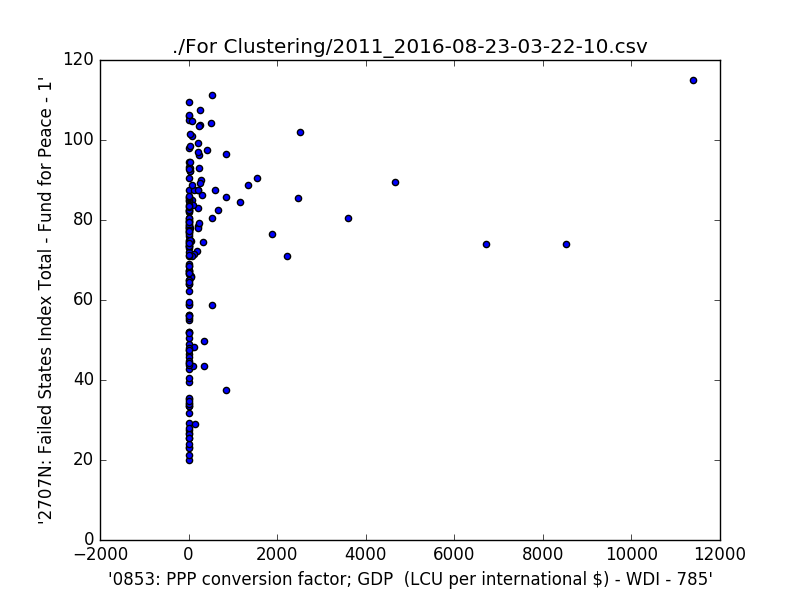 ./For Clustering/2011_2016-08-23-03-22-10.csv
120
100
80
60
40
20
0
'2707N: Failed States Index Total - Fund for Peace - 1'
−2000 0 2000 4000 6000 8000 10000 12000
'0853: PPP conversion factor; GDP  (LCU per international $) - WDI - 785'